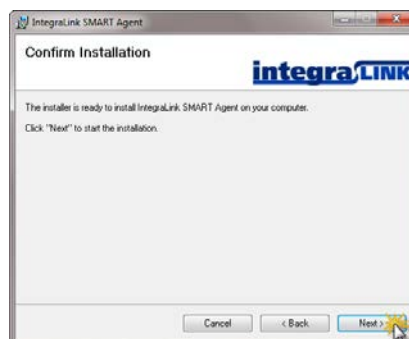 IntegraLink SMART Agent
Confirm Installation
integraLINK
The installer is ready to install IntegraLink SMART Agent on your computer.
Click "Next" to start the installation.
Cancel
< Back
Next >